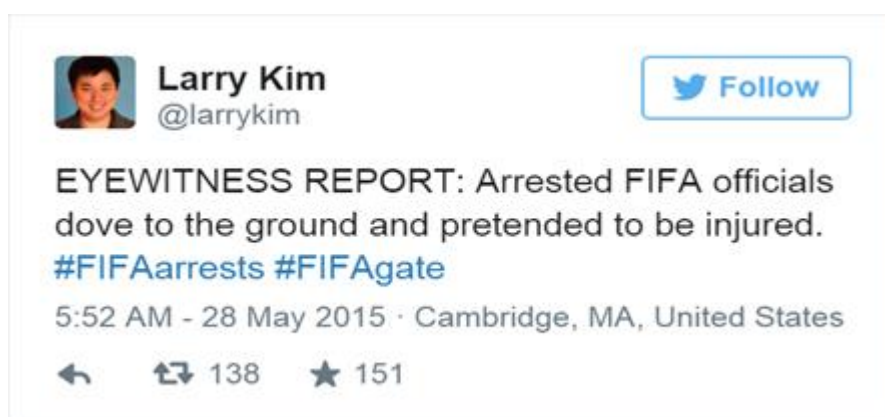 Larry Kim
Follow
@larrykim
EYEWITNESS REPORT: Arrested FIFA officials
dove to the ground and pretended to be injured.
#FIFAarrests #FIFAgate
5:52 AM - 28 May 2015 · Cambridge, MA, United States
138 151